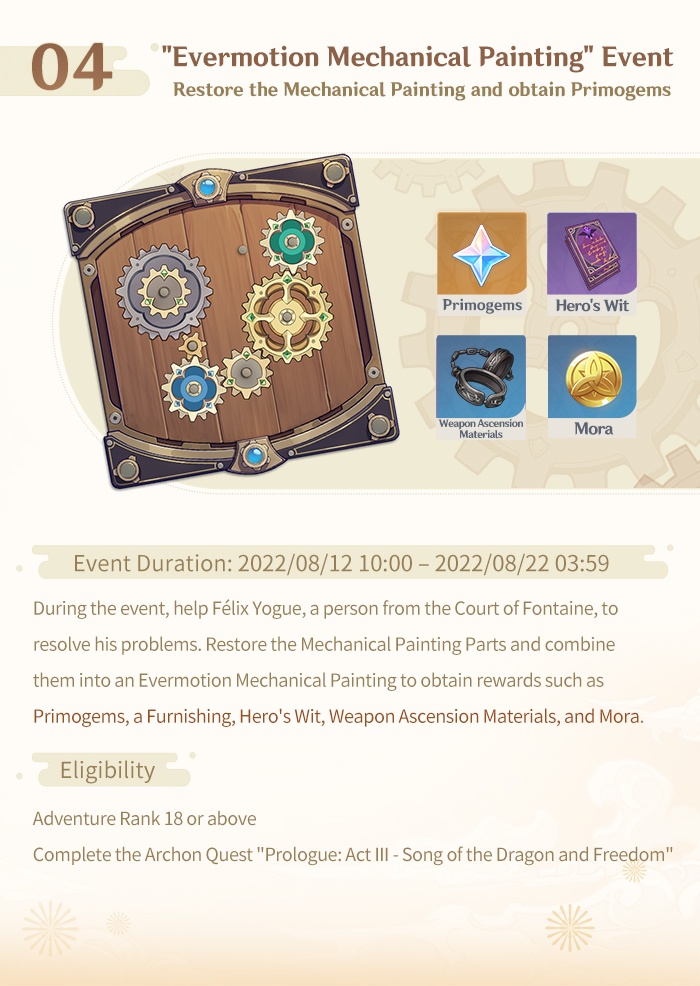 04
"Evermotion Mechanical Painting" Event
Restore the Mechanical Painting and obtain Primogems
Primogems
Hero's Wit
Weapon Ascension
Materials
Mora
Event Duration: 2022/08/12 10:00 – 2022/08/22 03:59
During the event, help Félix Yogue, a person from the Court of Fontaine, to
resolve his problems. Restore the Mechanical Painting Parts and combine
them into an Evermotion Mechanical Painting to obtain rewards such as
Primogems, a Furnishing, Hero's Wit, Weapon Ascension Materials, and Mora.
Eligibility
Adventure Rank 18 or above
Complete the Archon Quest "Prologue: Act III - Song of the Dragon and Freedom"